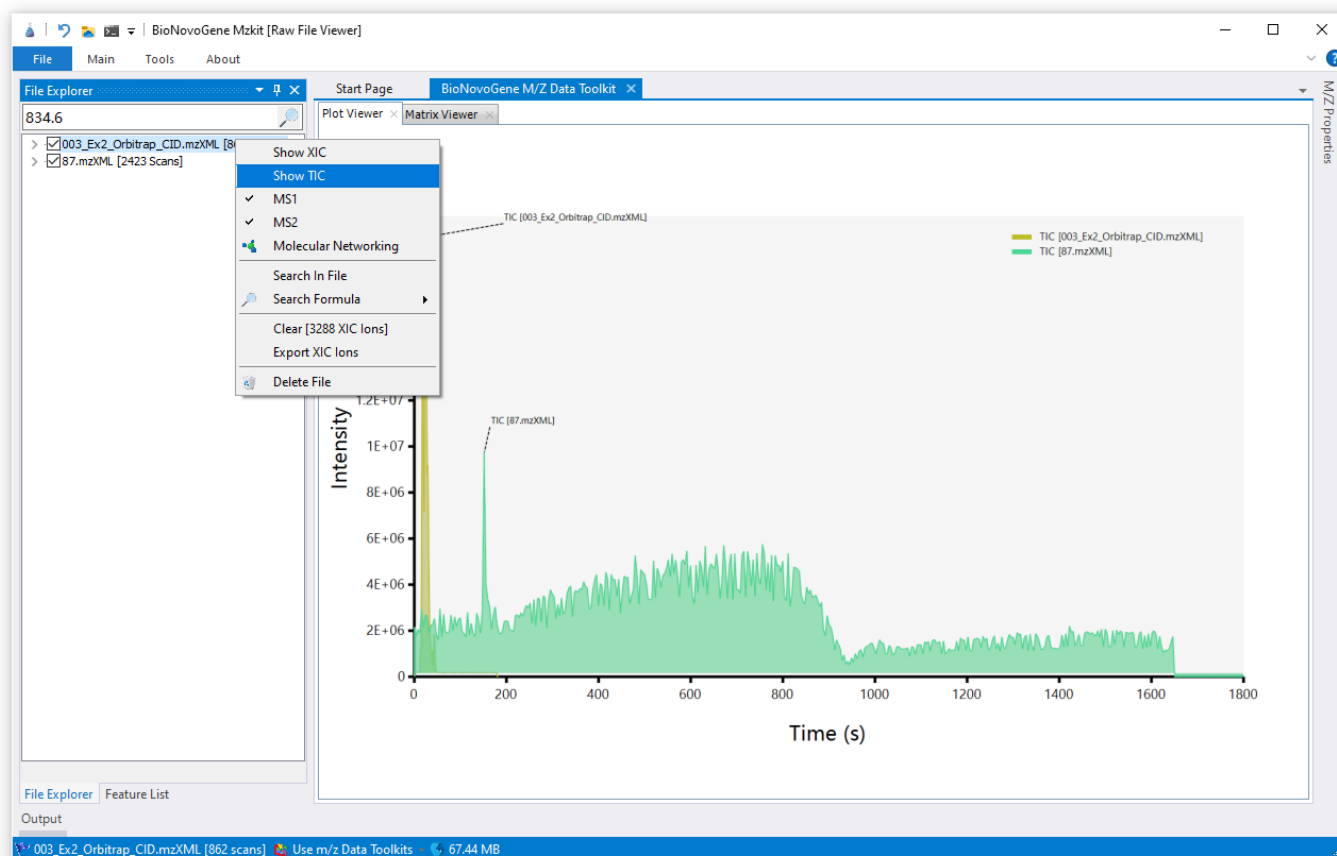 BioNovoGene Mzkit [Raw File Viewer]
File Main Tools About
File Explorer
834.6
003_Ex2_Orbitrap_CID.mzXML [8
87.mzXML [2423 Scans]
Start Page BioNovoGene M/Z Data Toolkit
Plot Viewer Matrix Viewer
Show XIC
Show TIC
MS1
MS2
Molecular Networking
Search In File
Search Formula
Clear [3288 XIC Ions]
Export XIC Ions
Delete File
TIC [003_Ex2_Orbitrap_CID.mzXML]
TIC [003_Ex2_Orbitrap_CID.mzXML]
TIC [87.mzXML]
TIC [87.mzXML]
Intensity
1.2E+07
1E+07
8E+06
6E+06
4E+06
2E+06
0
0 200 400 600 800 1000 1200 1400 1600 1800
Time (s)
M/Z Properties
File Explorer Feature List
Output
003_Ex2_Orbitrap_CID.mzXML [862 scans] Use m/z Data Toolkits 67.44 MB